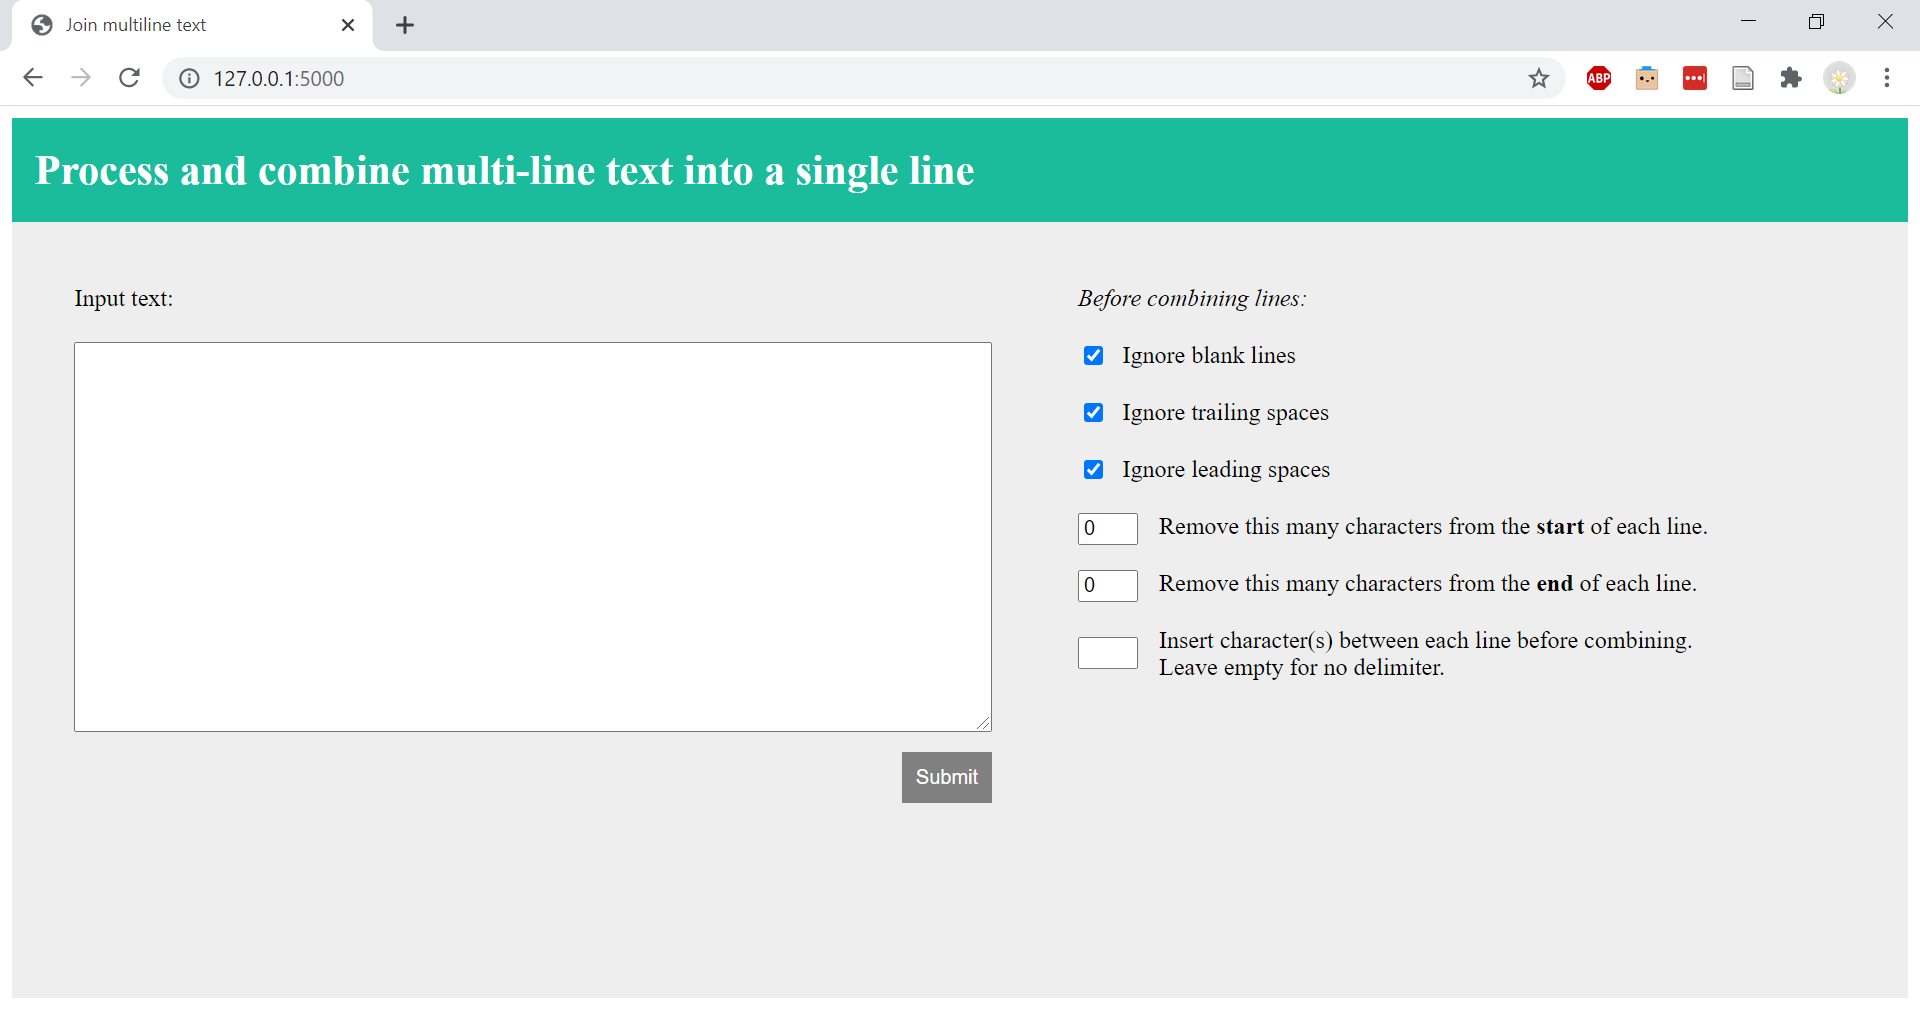 Join multiline text
127.0.0.1:5000
ABP
Process and combine multi-line text into a single line
Input text:
Submit
Before combining lines:
Ignore blank lines
Ignore trailing spaces
Ignore leading spaces
0 Remove this many characters from the start of each line.
0 Remove this many characters from the end of each line.
Insert character(s) between each line before combining.
Leave empty for no delimiter.